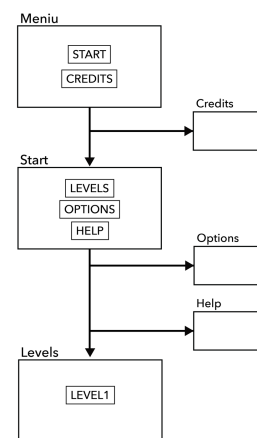 Meniu
START
CREDITS
Credits
Start
LEVELS
OPTIONS
HELP
Options
Help
Levels
LEVEL1